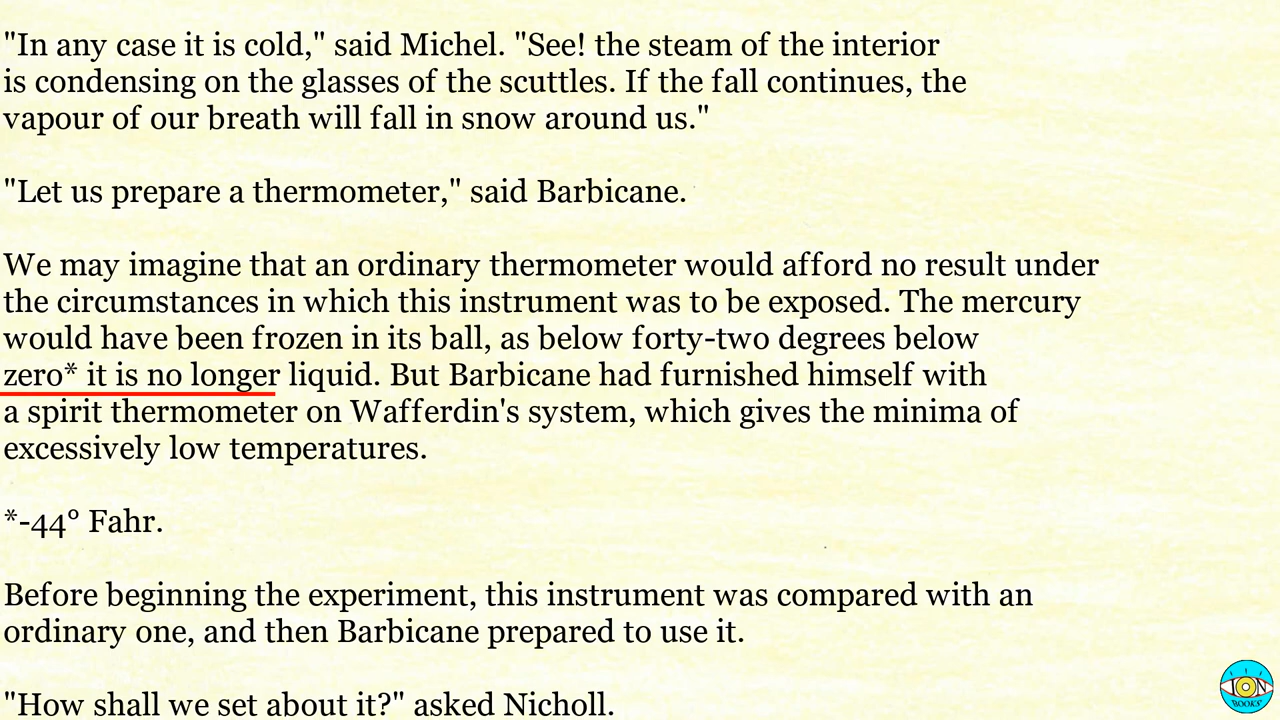 "In any case it is cold," said Michel. "See! the steam of the interior
is condensing on the glasses of the scuttles. If the fall continues, the
vapour of our breath will fall in snow around us."
"Let us prepare a thermometer," said Barbicane.
We may imagine that an ordinary thermometer would afford no result under
the circumstances in which this instrument was to be exposed. The mercury
would have been frozen in its ball, as below forty-two degrees below
zero* it is no longer liquid. But Barbicane had furnished himself with
a spirit thermometer on Wafferdin's system, which gives the minima of
excessively low temperatures.
*-44° Fahr.
Before beginning the experiment, this instrument was compared with an
ordinary one, and then Barbicane prepared to use it.
"How shall we set about it?" asked Nicholl.
ION
BOOKS